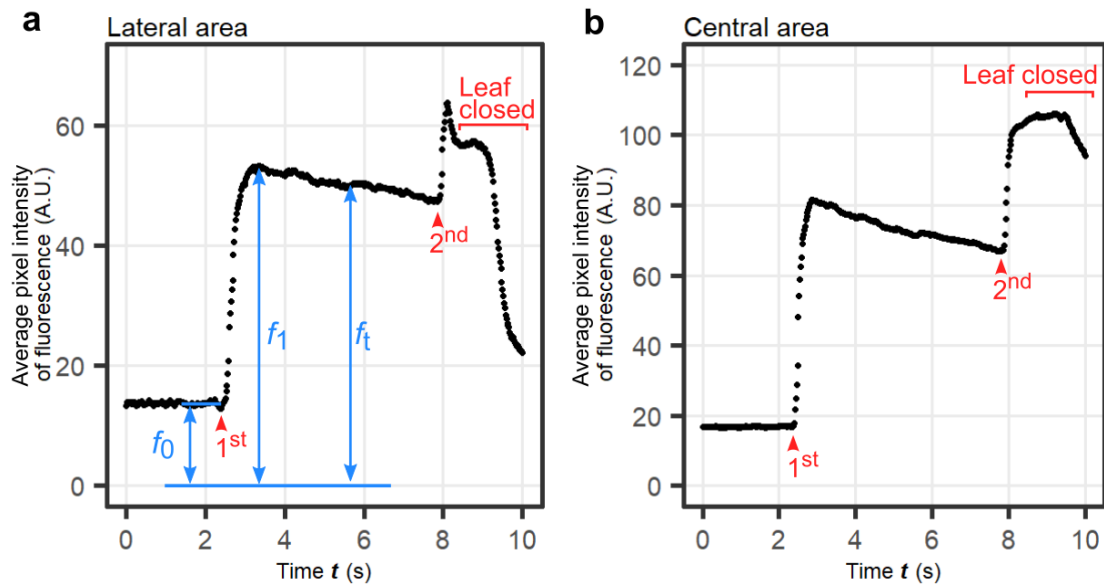 a
Lateral area
Average pixel intensity
of fluorescence (A.U.)
60
40
20
0
Leaf
closed
2nd
f1
ft
f0
1st
0 2 4 6 8 10
Time t (s)
b
Central area
Average pixel intensity
of fluorescence (A.U.)
120
100
80
60
40
20
0
Leaf closed
2nd
1st
0 2 4 6 8 10
Time t (s)